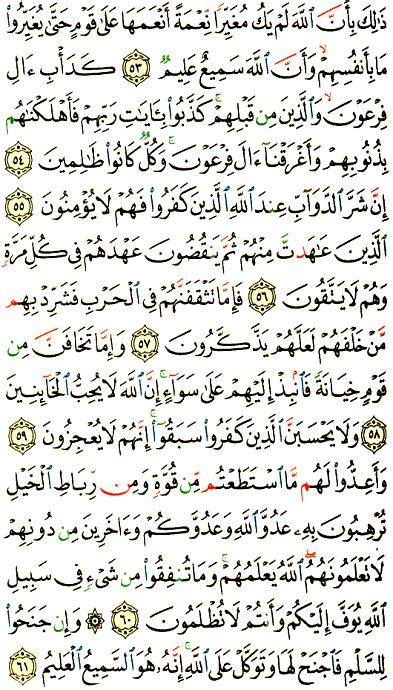 ذَٰلِكَ بِأَنَّ ٱللَّهَ لَمْ يَكُ مُغَيِّرًا نِّعْمَةً أَنْعَمَهَا عَلَىٰ قَوْمٍ حَتَّىٰ يُغَيِّرُوا۟
مَا بِأَنفُسِهِمْ ۙ وَأَنَّ ٱللَّهَ سَمِيعٌ عَلِيمٌ ٥٣ كَدَأْبِ ءَالِ
فِرْعَوْنَ ۙ وَٱلَّذِينَ مِن قَبْلِهِمْ ۚ كَذَّبُوا۟ بِـَٔايَٰتِ رَبِّهِمْ فَأَهْلَكْنَٰهُم
بِذُنُوبِهِمْ وَأَغْرَقْنَآ ءَالَ فِرْعَوْنَ ۚ وَكُلٌّ كَانُوا۟ ظَٰلِمِينَ ٥٤
إِنَّ شَرَّ ٱلدَّوَآبِّ عِندَ ٱللَّهِ ٱلَّذِينَ كَفَرُوا۟ فَهُمْ لَا يُؤْمِنُونَ ٥٥
ٱلَّذِينَ عَٰهَدتَّ مِنْهُمْ ثُمَّ يَنقُضُونَ عَهْدَهُمْ فِى كُلِّ مَرَّةٍ
وَهُمْ لَا يَتَّقُونَ ٥٦ فَإِمَّا تَثْقَفَنَّهُمْ فِى ٱلْحَرْبِ فَشَرِّدْ بِهِم
مَّنْ خَلْفَهُمْ لَعَلَّهُمْ يَذَّكَّرُونَ ٥٧ وَإِمَّا تَخَافَنَّ مِن
قَوْمٍ خِيَانَةً فَٱنۢبِذْ إِلَيْهِمْ عَلَىٰ سَوَآءٍ ۚ إِنَّ ٱللَّهَ لَا يُحِبُّ ٱلْخَآئِنِينَ
٥٨ وَلَا يَحْسَبَنَّ ٱلَّذِينَ كَفَرُوا۟ سَبَقُوٓا۟ ۚ إِنَّهُمْ لَا يُعْجِزُونَ ٥٩
وَأَعِدُّوا۟ لَهُم مَّا ٱسْتَطَعْتُم مِّن قُوَّةٍ وَمِن رِّبَاطِ ٱلْخَيْلِ
تُرْهِبُونَ بِهِۦ عَدُوَّ ٱللَّهِ وَعَدُوَّكُمْ وَءَاخَرِينَ مِن دُونِهِمْ
لَا تَعْلَمُونَهُمُ ٱللَّهُ يَعْلَمُهُمْ ۚ وَمَا تُنفِقُوا۟ مِن شَىْءٍ فِى سَبِيلِ
ٱللَّهِ يُوَفَّ إِلَيْكُمْ وَأَنتُمْ لَا تُظْلَمُونَ ٦٠ ۞ وَإِن جَنَحُوا۟
لِلسَّلْمِ فَٱجْنَحْ لَهَا وَتَوَكَّلْ عَلَى ٱللَّهِ ۚ إِنَّهُۥ هُوَ ٱلسَّمِيعُ ٱلْعَلِيمُ ٦١